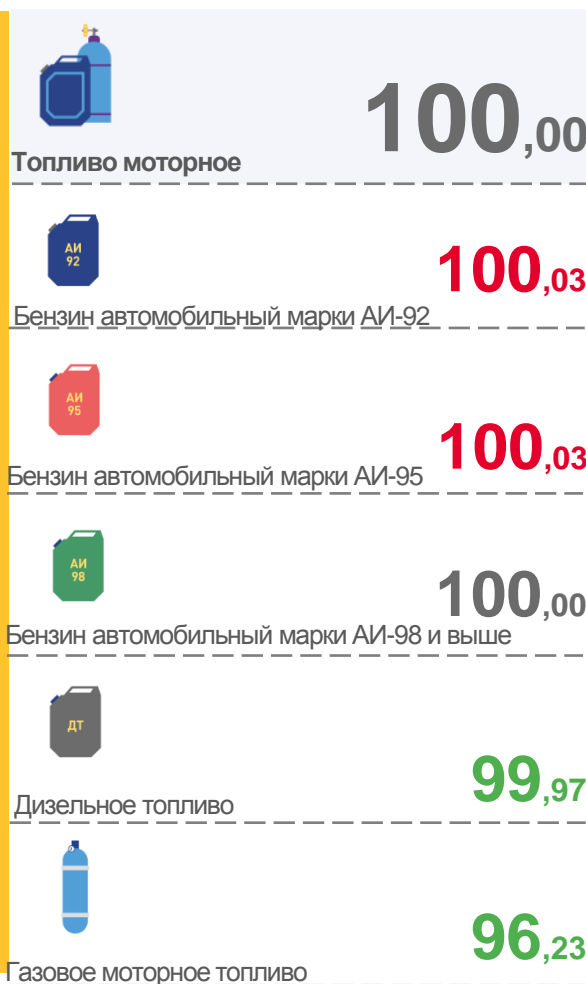 100,00
Топливо моторное
АИ
92
100,03
Бензин автомобильный марки АИ-92
АИ
95
100,03
Бензин автомобильный марки АИ-95
АИ
98
100,00
Бензин автомобильный марки АИ-98 и выше
ДТ
99,97
Дизельное топливо
96,23
Газовое моторное топливо